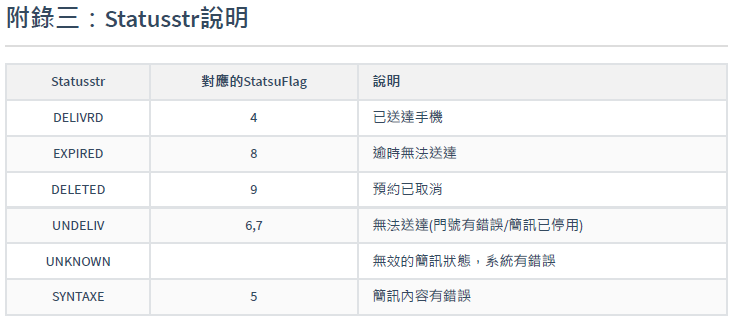 附錄三：Statusstr說明
Statusstr 對應的StatsuFlag 說明
DELIVRD 4 已送達手機
EXPIRED 8 逾時無法送達
DELETED 9 預約已取消
UNDELIV 6,7 無法送達(門號有錯誤/簡訊已停用)
UNKNOWN 無效的簡訊狀態，系統有錯誤
SYNTAXE 5 簡訊內容有錯誤